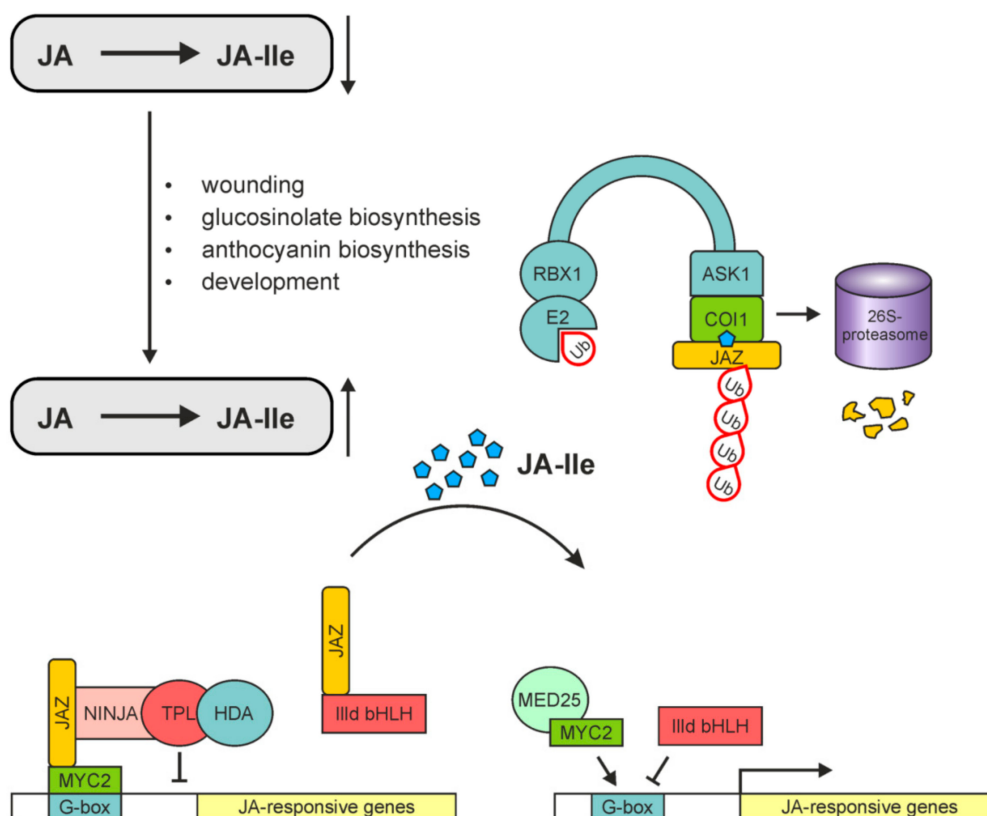 JA JA-Ile
• wounding
• glucosinolate biosynthesis
• anthocyanin biosynthesis
• development
RBX1
E2
Ub
ASK1
COI1
JAZ
Ub
Ub
Ub
Ub
26S-
proteasome
JA JA-Ile
JA-Ile
JAZ
NINJA
TPL
HDA
MYC2
G-box
JA-responsive genes
JAZ
IIId bHLH
MED25
MYC2
IIId bHLH
G-box
JA-responsive genes